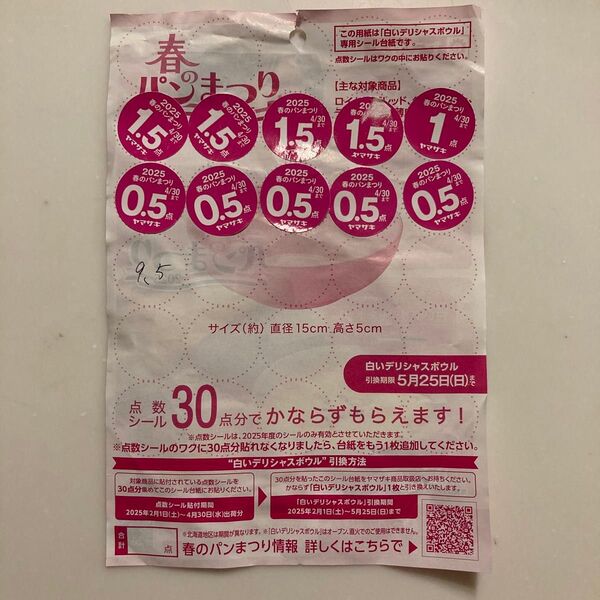 春のパンまつり
この用紙は「白いデリシャスボウル」
専用シール台紙です。
点数シールはワクの中にお貼りください。
【主な対象商品】
2025 春のパンまつり 4/30まで 1.5点 ヤマザキ
2025 春のパンまつり 4/30まで 1.5点 ヤマザキ
2025 春のパンまつり 4/30まで 1.5点 ヤマザキ
2025 春のパンまつり 4/30まで 1.5点 ヤマザキ
2025 春のパンまつり 4/30まで 1点 ヤマザキ
2025 春のパンまつり 4/30まで 0.5点 ヤマザキ
2025 春のパンまつり 4/30まで 0.5点 ヤマザキ
2025 春のパンまつり 4/30まで 0.5点 ヤマザキ
2025 春のパンまつり 4/30まで 0.5点 ヤマザキ
2025 春のパンまつり 4/30まで 0.5点 ヤマザキ
9.5
サイズ(約) 直径15cm 高さ5cm
白いデリシャスボウル
引換期限 5月25日(日)まで
点数シール30点分でかならずもらえます!
※点数シールは、2025年度のシールのみ有効とさせていただきます。
※点数シールのワクに30点分貼れなくなりましたら、台紙をもう1枚追加してください。
"白いデリシャスボウル"引換方法
対象商品に貼付されている点数シールを
30点分集めてこのシール台紙にお貼りください。
点数シール貼付期間
2025年2月1日(土)~4月30日(水)出荷分
30点分を貼ったこのシール台紙をヤマザキ商品取扱店へお持ちください。
かならず「白いデリシャスボウル」1枚と引き換えいたします。
「白いデリシャスボウル」引換期間
2025年2月1日(土)~5月25日(日)まで
合計 点
※北海道地区は期間が異なります。※「白いデリシャスボウル」はオーブン、直火でのご使用はできません。
春のパンまつり情報 詳しくはこちらで